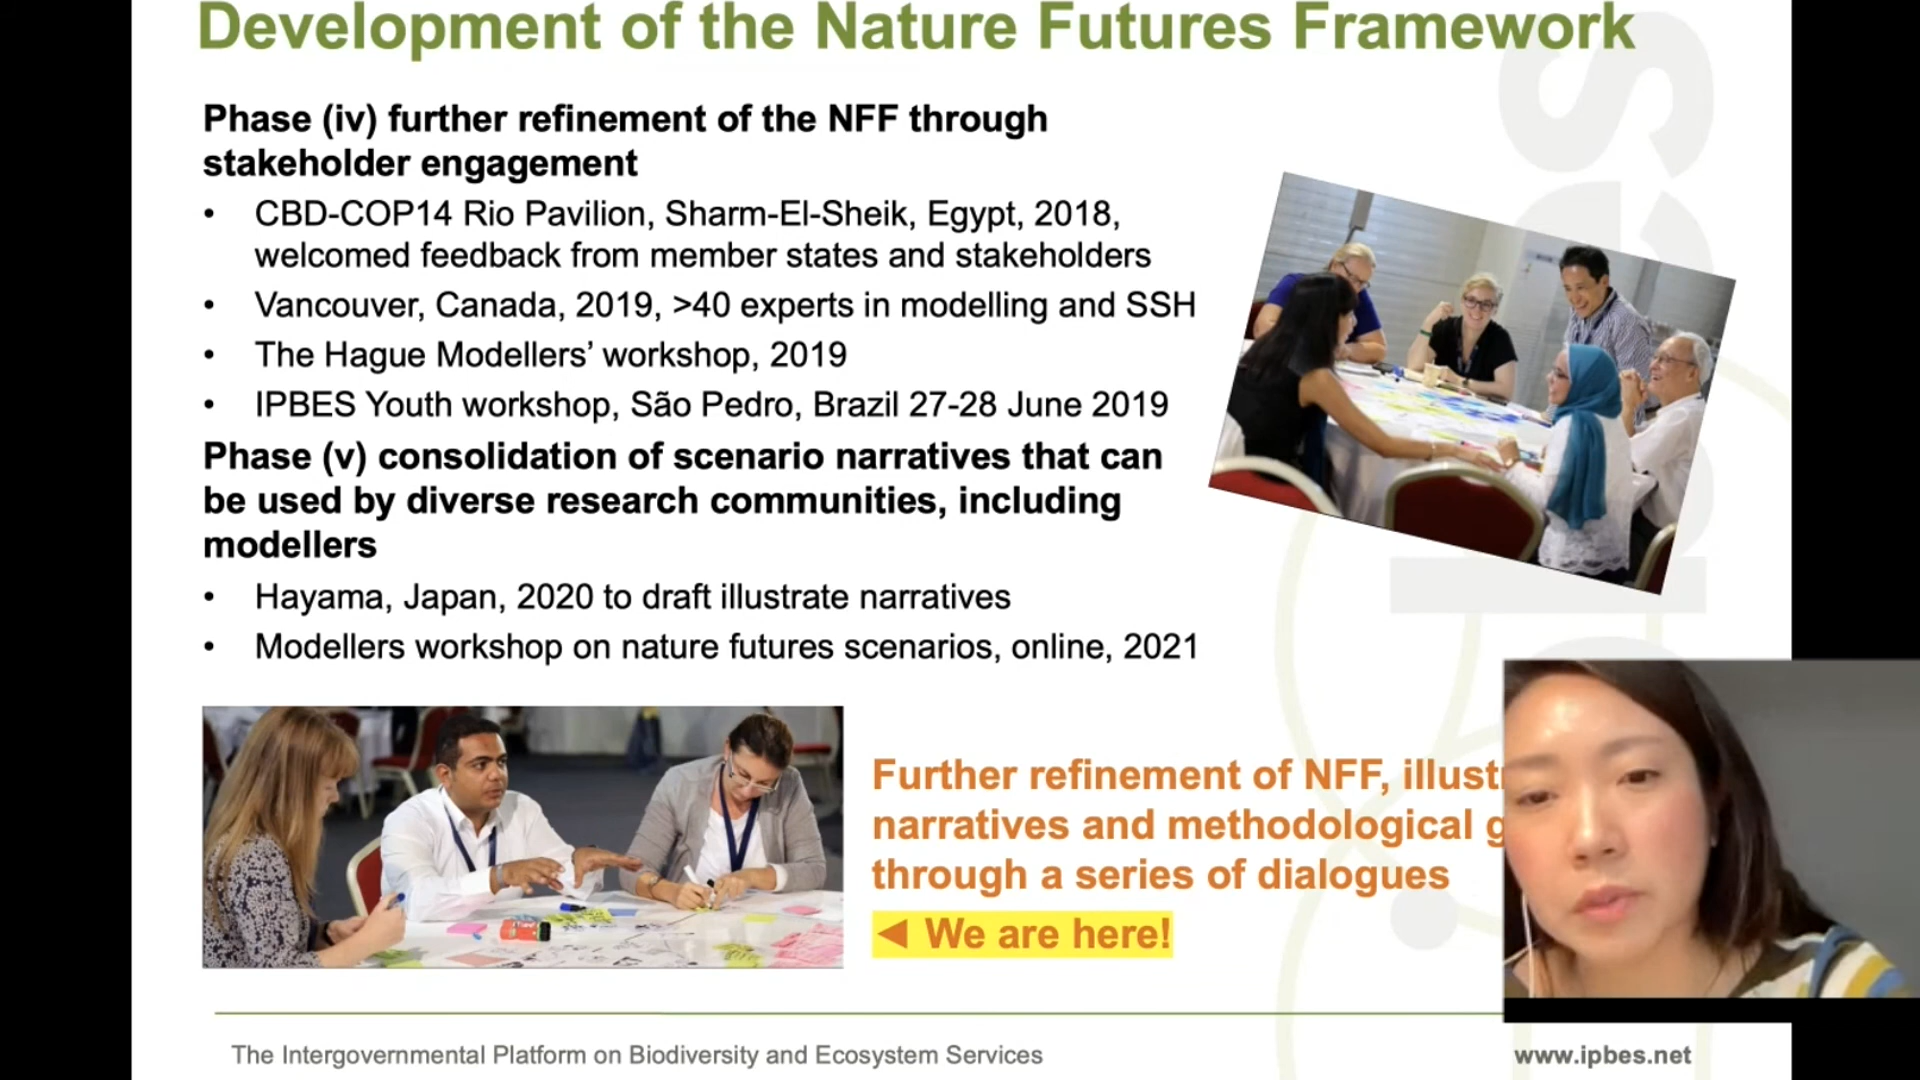 Development of the Nature Futures Framework
Phase (iv) further refinement of the NFF through
stakeholder engagement
• CBD-COP14 Rio Pavilion, Sharm-El-Sheik, Egypt, 2018,
welcomed feedback from member states and stakeholders
• Vancouver, Canada, 2019, >40 experts in modelling and SSH
• The Hague Modellers’ workshop, 2019
• IPBES Youth workshop, São Pedro, Brazil 27-28 June 2019
Phase (v) consolidation of scenario narratives that can
be used by diverse research communities, including
modellers
• Hayama, Japan, 2020 to draft illustrate narratives
• Modellers workshop on nature futures scenarios, online, 2021
Further refinement of NFF,
narratives and methodological
through a series of dialogues
◄ We are here!
The Intergovernmental Platform on Biodiversity and Ecosystem Services
www.ipbes.net